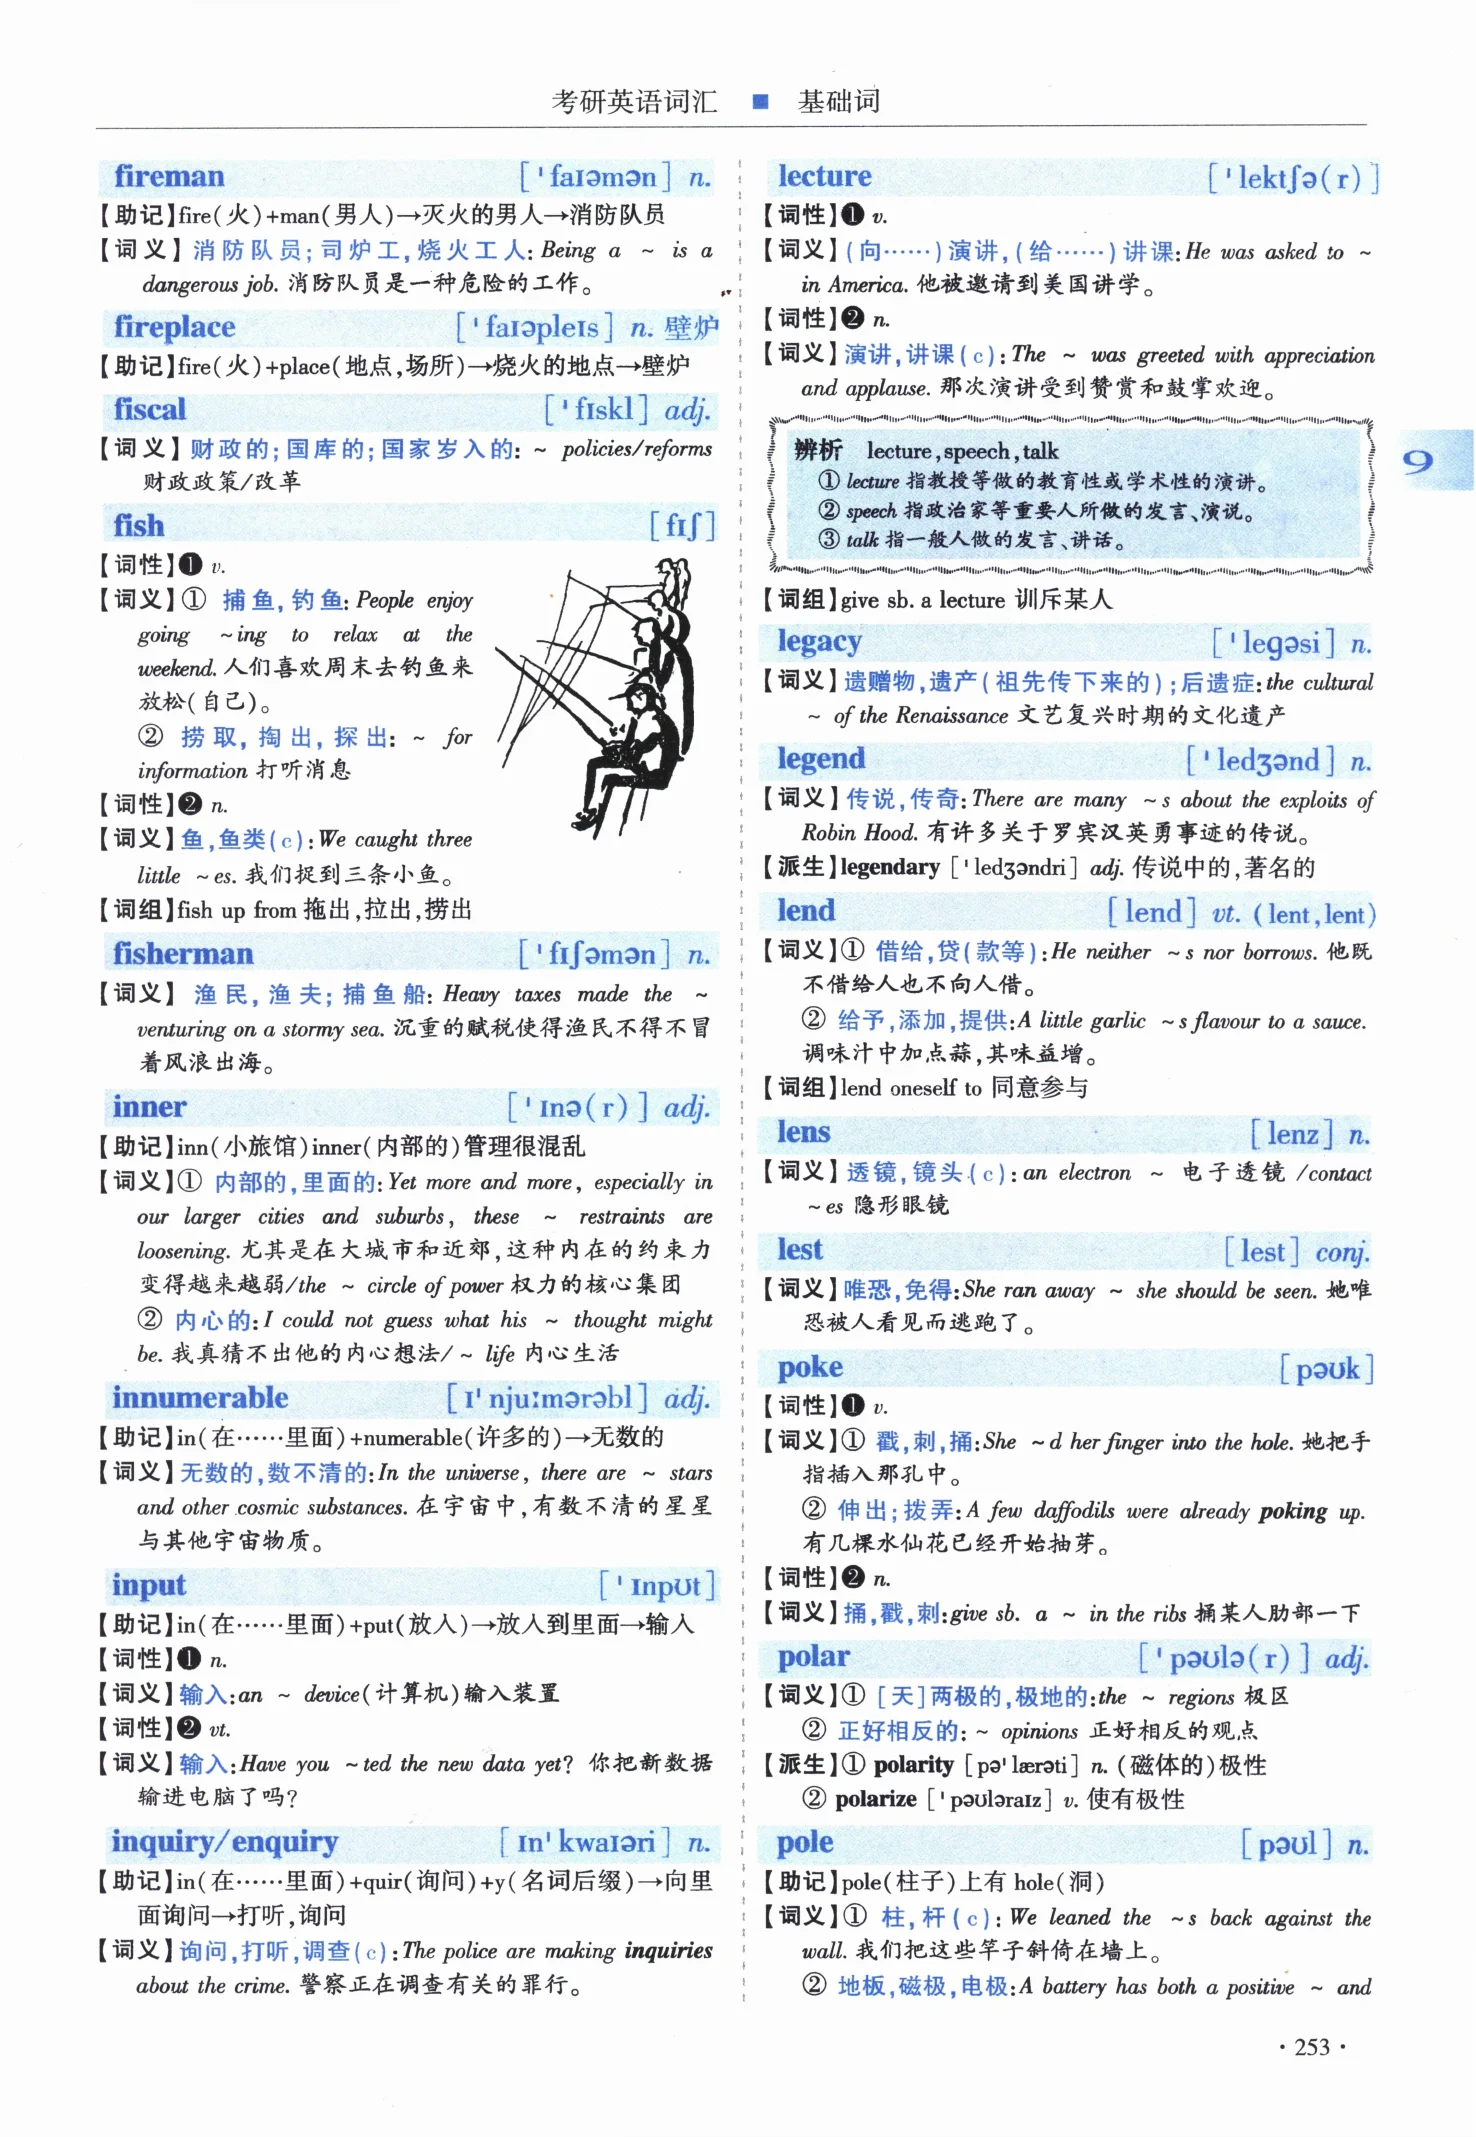 考研英语词汇 ■ 基础词
fireman [ˈfaɪəmən] n.
【助记】fire(火)+man(男人)→灭火的男人→消防队员
【词义】消防队员;司炉工,烧火工人: Being a ~ is a
dangerous job. 消防队员是一种危险的工作。
fireplace [ˈfaɪəpleɪs] n. 壁炉
【助记】fire(火)+place(地点,场所)→烧火的地点→壁炉
fiscal [ˈfɪskl] adj.
【词义】财政的;国库的;国家岁入的: ~ policies/reforms
财政政策/改革
fish [fɪʃ]
【词性】❶ v.
【词义】① 捕鱼,钓鱼: People enjoy
going ~ing to relax at the
weekend. 人们喜欢周末去钓鱼来
放松(自己)。
② 捞取,掏出,探出: ~ for
information 打听消息
【词性】❷ n.
【词义】鱼,鱼类(c): We caught three
little ~es. 我们捉到三条小鱼。
【词组】fish up from 拖出,拉出,捞出
fisherman [ˈfɪʃəmən] n.
【词义】渔民,渔夫;捕鱼船: Heavy taxes made the ~
venturing on a stormy sea. 沉重的赋税使得渔民不得不冒
着风浪出海。
inner [ˈɪnə(r)] adj.
【助记】inn(小旅馆)inner(内部的)管理很混乱
【词义】① 内部的,里面的: Yet more and more, especially in
our larger cities and suburbs, these ~ restraints are
loosening. 尤其是在大城市和近郊,这种内在的约束力
变得越来越弱/the ~ circle of power 权力的核心集团
② 内心的: I could not guess what his ~ thought might
be. 我真猜不出他的内心想法/ ~ life 内心生活
innumerable [ɪˈnjuːmərəbl] adj.
【助记】in(在……里面)+numerable(许多的)→无数的
【词义】无数的,数不清的: In the universe, there are ~ stars
and other cosmic substances. 在宇宙中,有数不清的星星
与其他宇宙物质。
input [ˈɪnpʊt]
【助记】in(在……里面)+put(放入)→放入到里面→输入
【词性】❶ n.
【词义】输入: an ~ device(计算机)输入装置
【词性】❷ vt.
【词义】输入: Have you ~ted the new data yet? 你把新数据
输进电脑了吗?
inquiry/enquiry [ɪnˈkwaɪəri] n.
【助记】in(在……里面)+quir(询问)+y(名词后缀)→向里
面询问→打听,询问
【词义】询问,打听,调查(c): The police are making inquiries
about the crime. 警察正在调查有关的罪行。
lecture [ˈlektʃə(r)]
【词性】❶ v.
【词义】(向……)演讲,(给……)讲课: He was asked to ~
in America. 他被邀请到美国讲学。
【词性】❷ n.
【词义】演讲,讲课(c): The ~ was greeted with appreciation
and applause. 那次演讲受到赞赏和鼓掌欢迎。
辨析 lecture, speech, talk
① lecture 指教授等做的教育性或学术性的演讲。
② speech 指政治家等重要人所做的发言、演说。
③ talk 指一般人做的发言、讲话。
【词组】give sb. a lecture 训斥某人
legacy [ˈlegəsi] n.
【词义】遗赠物,遗产(祖先传下来的);后遗症: the cultural
~ of the Renaissance 文艺复兴时期的文化遗产
legend [ˈledʒənd] n.
【词义】传说,传奇: There are many ~s about the exploits of
Robin Hood. 有许多关于罗宾汉英勇事迹的传说。
【派生】legendary [ˈledʒəndri] adj. 传说中的,著名的
lend [lend] vt. (lent, lent)
【词义】① 借给,贷(款等): He neither ~s nor borrows. 他既
不借给人也不向人借。
② 给予,添加,提供: A little garlic ~s flavour to a sauce.
调味汁中加点蒜,其味益增。
【词组】lend oneself to 同意参与
lens [lenz] n.
【词义】透镜,镜头(c): an electron ~ 电子透镜/contact
~es 隐形眼镜
lest [lest] conj.
【词义】唯恐,免得: She ran away ~ she should be seen. 她唯
恐被人看见而逃跑了。
poke [pəʊk]
【词性】❶ v.
【词义】① 戳,刺,捅: She ~d her finger into the hole. 她把手
指插入那孔中。
② 伸出;拨弄: A few daffodils were already poking up.
有几棵水仙花已经开始抽芽。
【词性】❷ n.
【词义】捅,戳,刺: give sb. a ~ in the ribs 捅某人肋部一下
polar [ˈpəʊlə(r)] adj.
【词义】① [天]两极的,极地的: the ~ regions 极区
② 正好相反的: ~ opinions 正好相反的观点
【派生】① polarity [pəˈlærəti] n. (磁体的)极性
② polarize [ˈpəʊləraɪz] v. 使有极性
pole [pəʊl] n.
【助记】pole(柱子)上有 hole(洞)
【词义】① 柱,杆(c): We leaned the ~s back against the
wall. 我们把这些竿子斜倚在墙上。
② 地板,磁极,电极: A battery has both a positive ~ and
9
· 253 ·